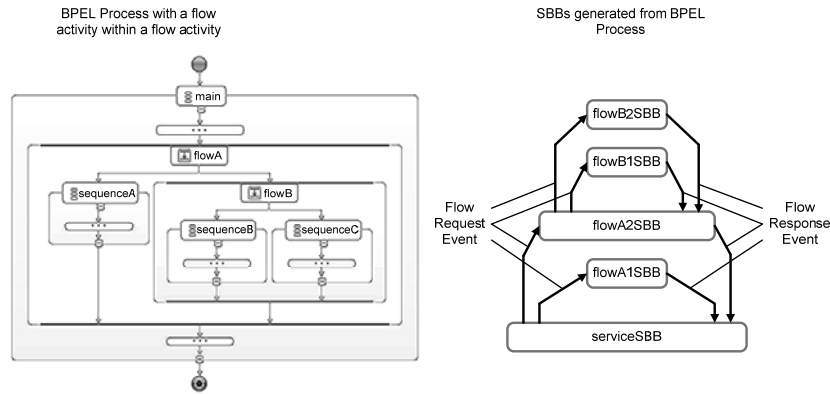 BPEL Process with a flow
activity within a flow activity
main
flowA
sequenceA
flowB
sequenceB
sequenceC
SBBs generated from BPEL
Process
flowB2SBB
flowB1SBB
Flow
Request
Event
flowA2SBB
Flow
Response
Event
flowA1SBB
serviceSBB